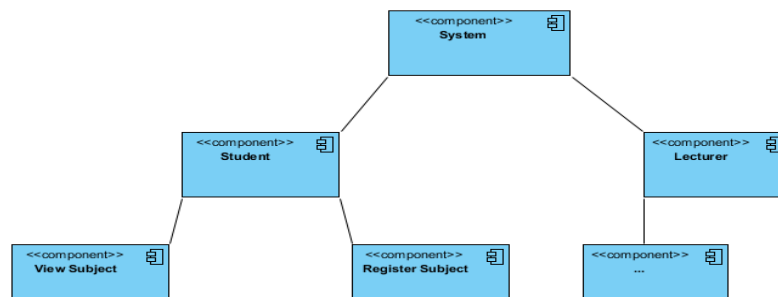 <<component>>
System
<<component>>
Student
<<component>>
Lecturer
<<component>>
View Subject
<<component>>
Register Subject
<<component>>
...